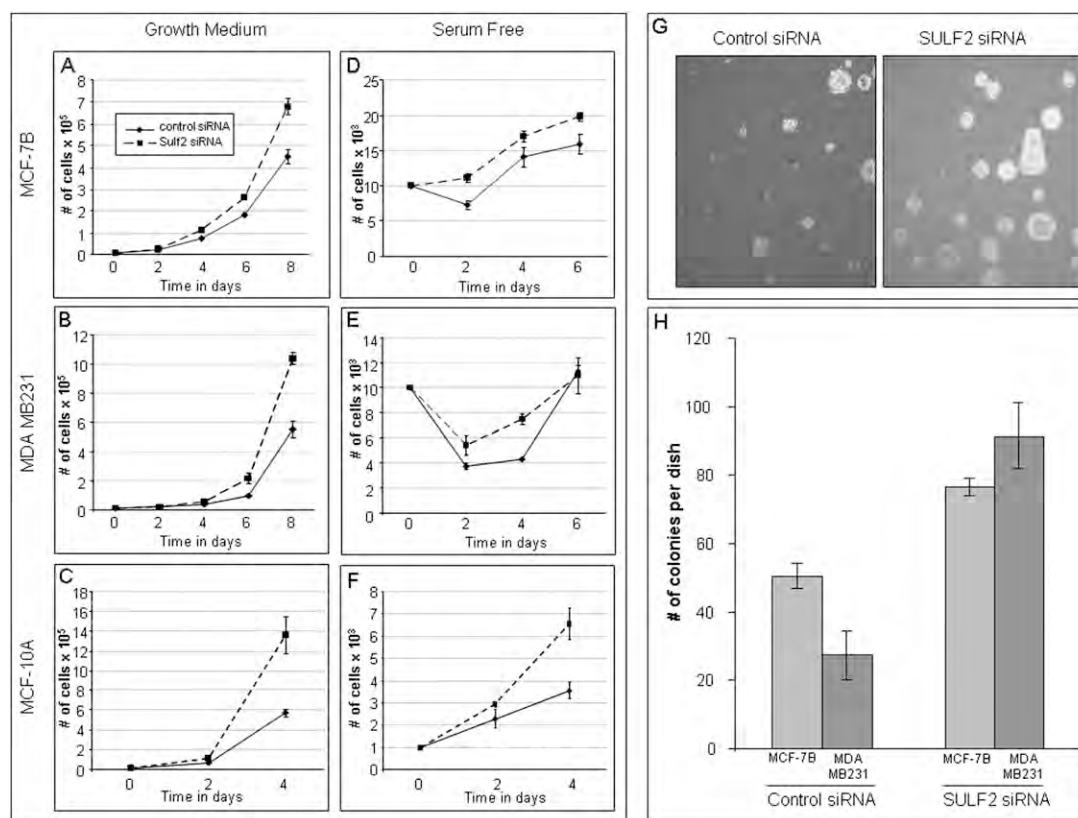 Growth Medium
Serum Free
MCF-7B
MDA MB231
MCF-10A
A
# of cells x 10⁵
8
7
6
5
4
3
2
1
0
control siRNA
Sulf2 siRNA
0 2 4 6 8
Time in days
D
# of cells x 10³
25
20
15
10
5
0
0 2 4 6
Time in days
B
# of cells x 10⁵
12
10
8
6
4
2
0
0 2 4 6 8
Time in days
E
# of cells x 10³
14
12
10
8
6
4
2
0
0 2 4 6
Time in days
C
# of cells x 10⁵
18
16
14
12
10
8
6
4
2
0
0 2 4
Time in days
F
# of cells x 10³
8
7
6
5
4
3
2
1
0
0 2 4
Time in days
G
Control siRNA
SULF2 siRNA
H
# of colonies per dish
120
100
80
60
40
20
0
MCF-7B
MDA
MB231
MCF-7B
MDA
MB231
Control siRNA
SULF2 siRNA